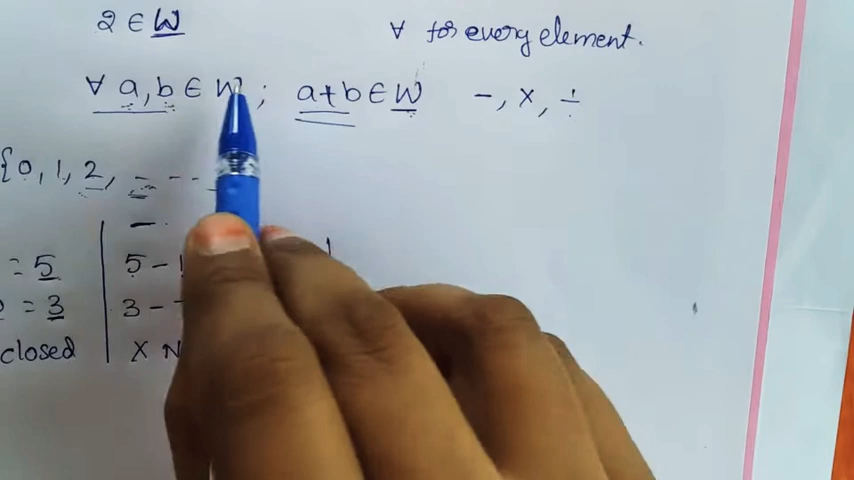 2 ∈ W ∀ for every element.
∀ a, b ∈ W ; a+b ∈ W -, x, ÷
{0, 1, 2, - - - -
-
= 5 5 -
= 3 3 -
closed X N